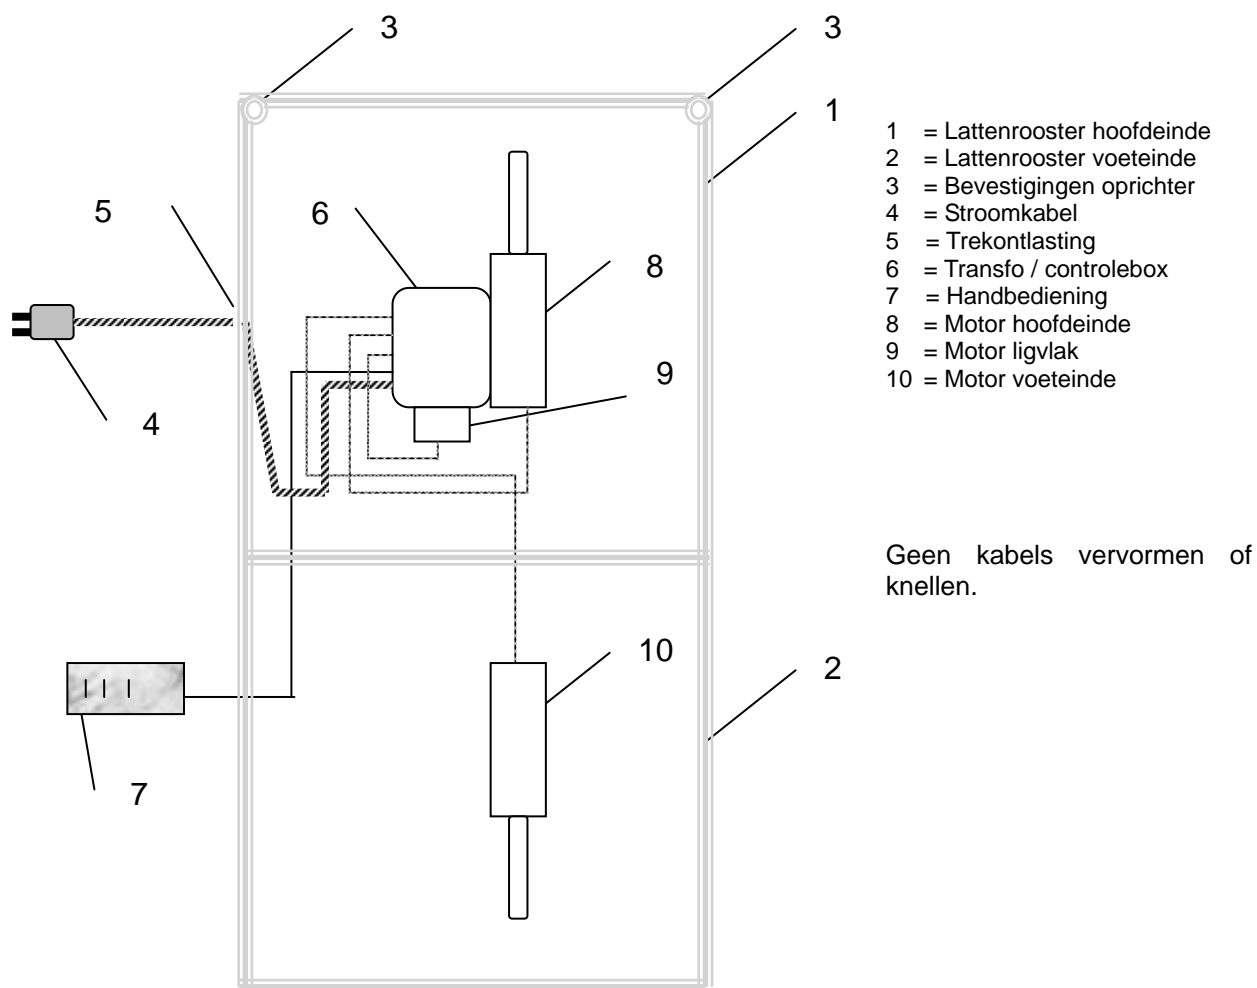 3 3
1
5 6
8
9
4
10
2
7
1 = Lattenrooster hoofdeinde
2 = Lattenrooster voeteinde
3 = Bevestigingen oprichter
4 = Stroomkabel
5 = Trekontlasting
6 = Transfo / controlebox
7 = Handbediening
8 = Motor hoofdeinde
9 = Motor ligvlak
10 = Motor voeteinde
Geen kabels vervormen of
knellen.